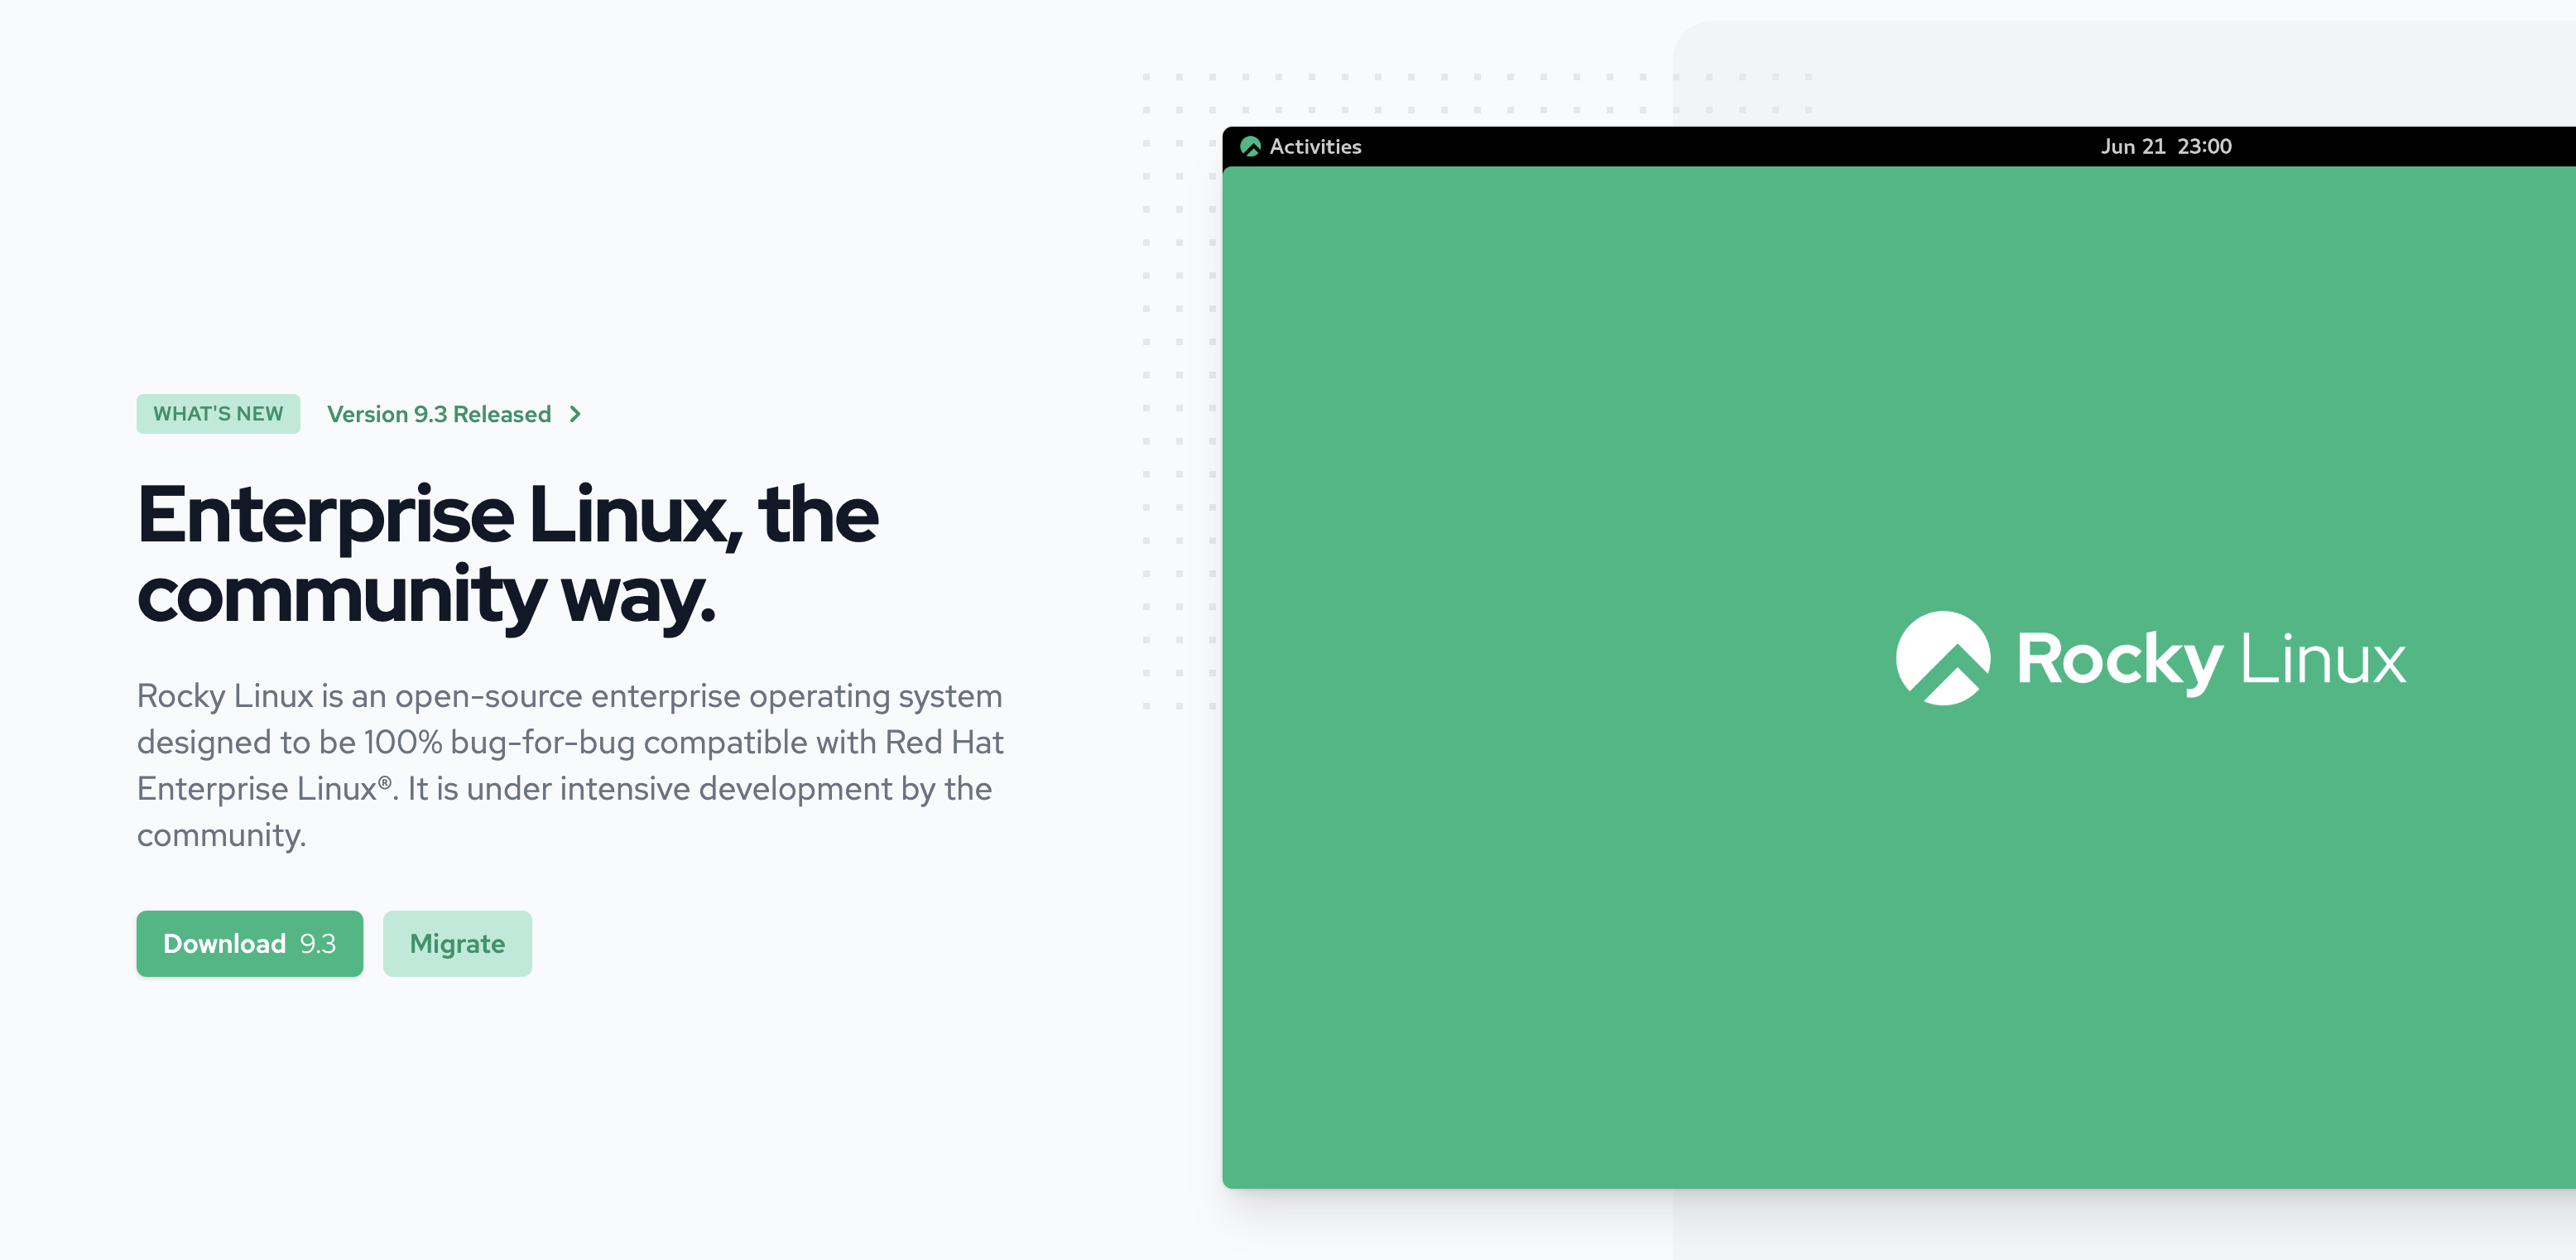 Activities
Jun 21 23:00
WHAT'S NEW
Version 9.3 Released
Enterprise Linux, the
community way.
Rocky Linux is an open-source enterprise operating system
designed to be 100% bug-for-bug compatible with Red Hat
Enterprise Linux®. It is under intensive development by the
community.
Download 9.3
Migrate
Rocky Linux